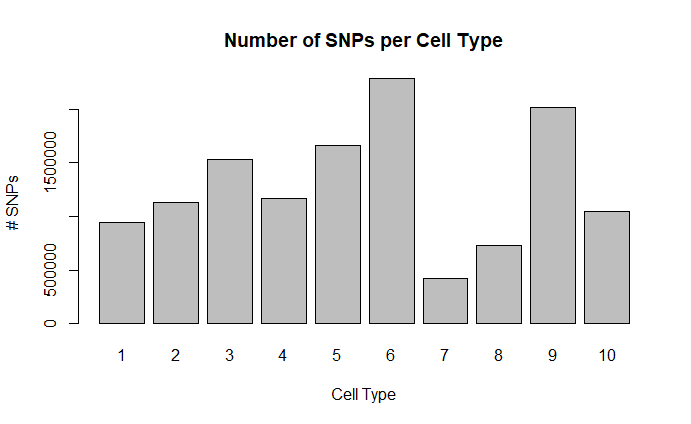 Number of SNPs per Cell Type
# SNPs
1500000
500000
0
1 2 3 4 5 6 7 8 9 10
Cell Type